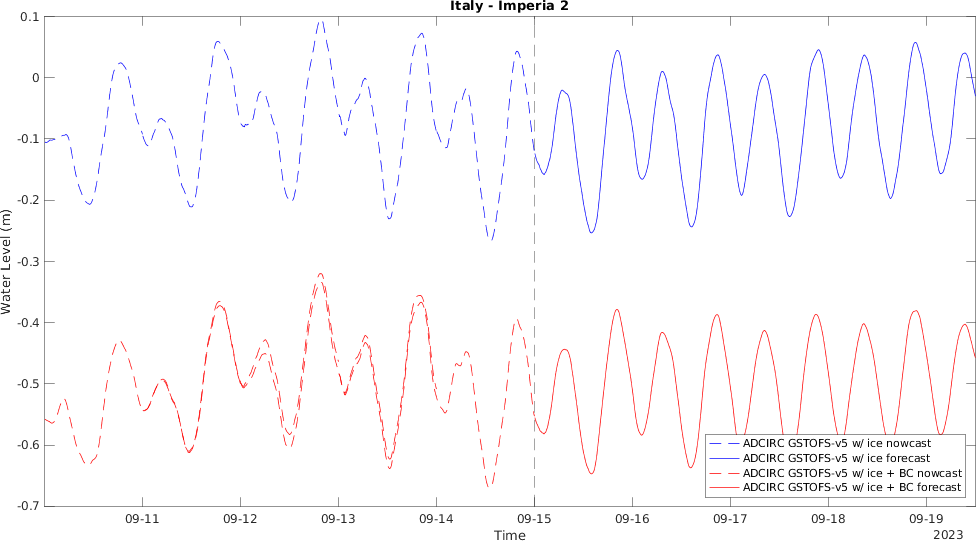 Italy - Imperia 2
0.1
0
-0.1
-0.2
-0.3
-0.4
-0.5
-0.6
-0.7
Water Level (m)
ADCIRC GSTOFS-v5 w/ ice nowcast
ADCIRC GSTOFS-v5 w/ ice forecast
ADCIRC GSTOFS-v5 w/ ice + BC nowcast
ADCIRC GSTOFS-v5 w/ ice + BC forecast
09-11 09-12 09-13 09-14 09-15 09-16 09-17 09-18 09-19
Time
2023